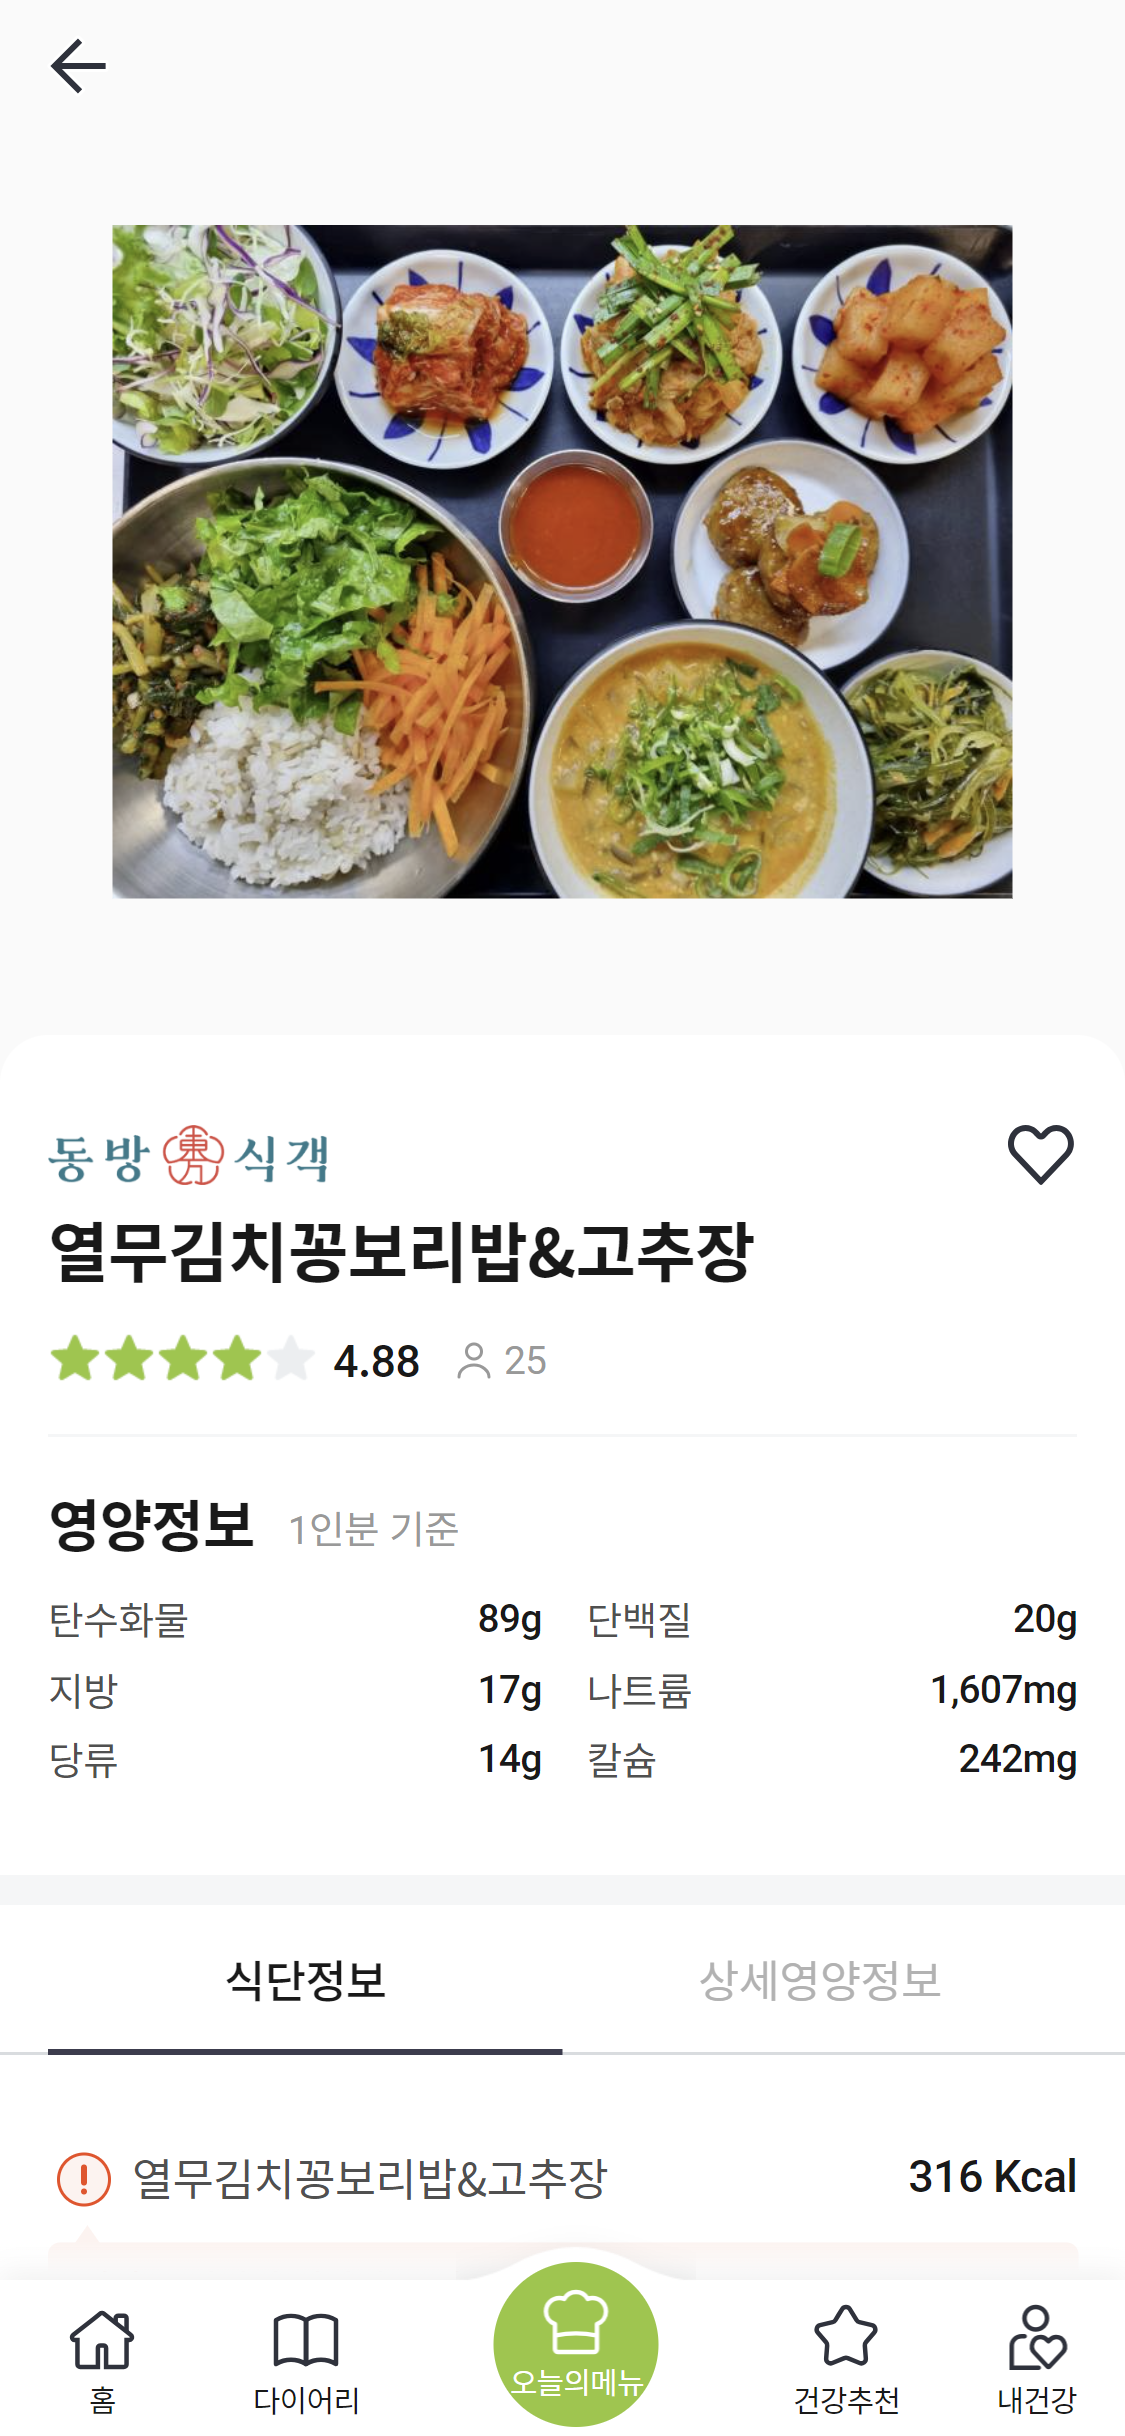 동방 東方 식객
열무김치꽁보리밥&고추장
4.88 25
영양정보 1인분 기준
탄수화물 89g 단백질 20g
지방 17g 나트륨 1,607mg
당류 14g 칼슘 242mg
식단정보 상세영양정보
열무김치꽁보리밥&고추장 316 Kcal
홈 다이어리 오늘의메뉴 건강추천 내건강